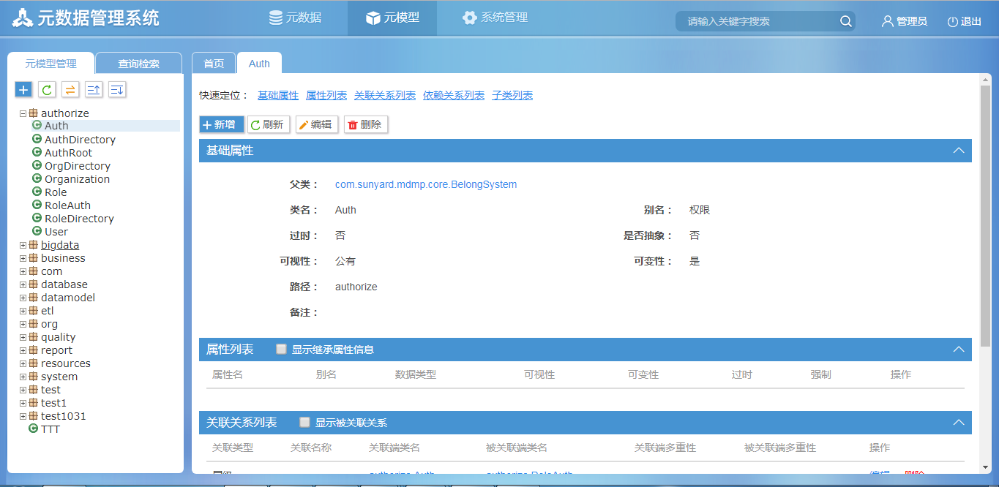 元数据管理系统
元数据
元模型
系统管理
请输入关键字搜索
管理员
退出
元模型管理
查询检索
authorize
Auth
AuthDirectory
AuthRoot
OrgDirectory
Organization
Role
RoleAuth
RoleDirectory
User
bigdata
business
com
database
datamodel
etl
org
quality
report
resources
system
test
test1
test1031
TTT
首页
Auth
快速定位： 基础属性 属性列表 关联关系列表 依赖关系列表 子类列表
新增 刷新 编辑 删除
基础属性
父类： com.sunyard.mdmp.core.BelongSystem
类名： Auth 别名： 权限
过时： 否 是否抽象： 否
可视性： 公有 可变性： 是
路径： authorize
备注：
属性列表 显示继承属性信息
属性名 别名 数据类型 可视性 可变性 过时 强制 操作
关联关系列表 显示被关联关系
关联类型 关联名称 关联端类名 被关联端类名 关联端多重性 被关联端多重性 操作
authorize.Auth authorize.RoleAuth 编辑 删除